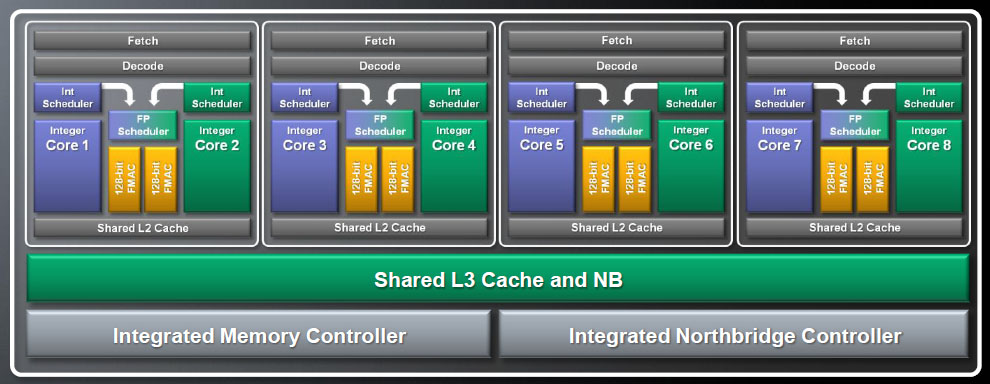 Fetch
Decode
Int
Scheduler
Int
Scheduler
FP
Scheduler
Integer
Core 1
128-bit
FMAC
128-bit
FMAC
Integer
Core 2
Shared L2 Cache
Fetch
Decode
Int
Scheduler
Int
Scheduler
FP
Scheduler
Integer
Core 3
128-bit
FMAC
128-bit
FMAC
Integer
Core 4
Shared L2 Cache
Fetch
Decode
Int
Scheduler
Int
Scheduler
FP
Scheduler
Integer
Core 5
128-bit
FMAC
128-bit
FMAC
Integer
Core 6
Shared L2 Cache
Fetch
Decode
Int
Scheduler
Int
Scheduler
FP
Scheduler
Integer
Core 7
128-bit
FMAC
128-bit
FMAC
Integer
Core 8
Shared L2 Cache
Shared L3 Cache and NB
Integrated Memory Controller
Integrated Northbridge Controller